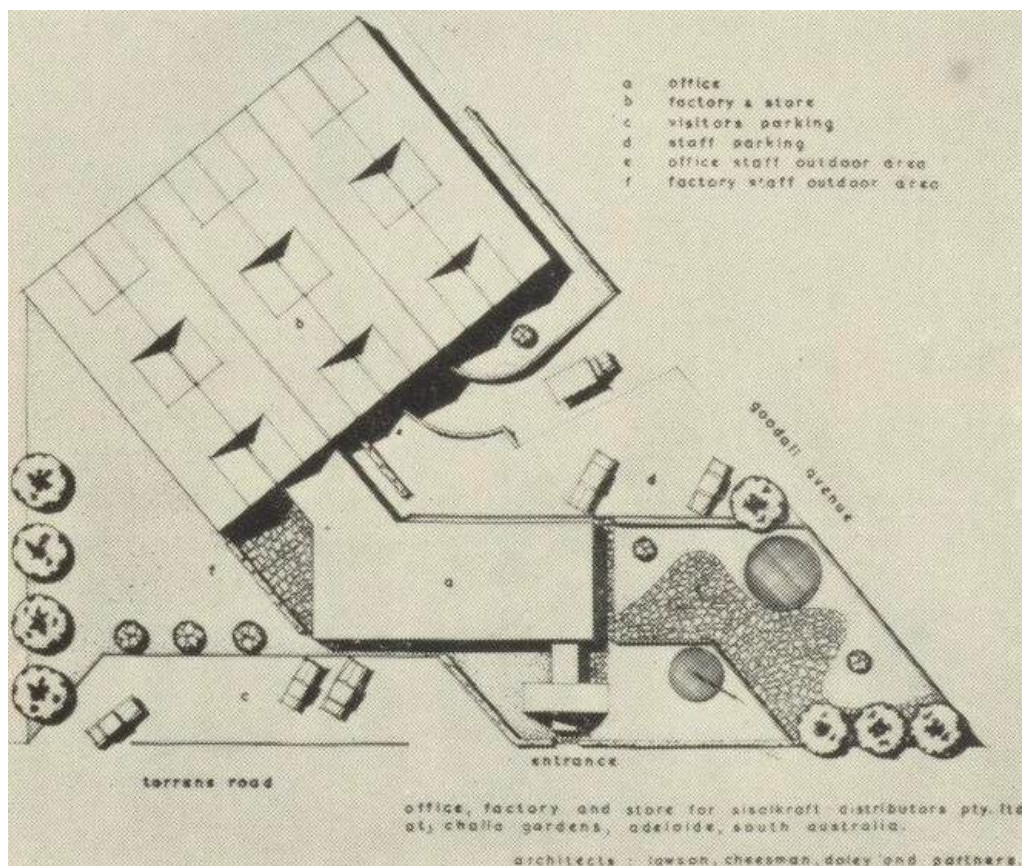 a office
b factory & store
c visitors parking
d staff parking
e office staff outdoor area
f factory staff outdoor area
b
e
goodall avenue
d
f
a
c
entrance
torrens road
office, factory and store for sisalkraft distributors pty. ltd
at, challa gardens, adelaide, south australia.
architects : lawson, cheesman, doley and partners